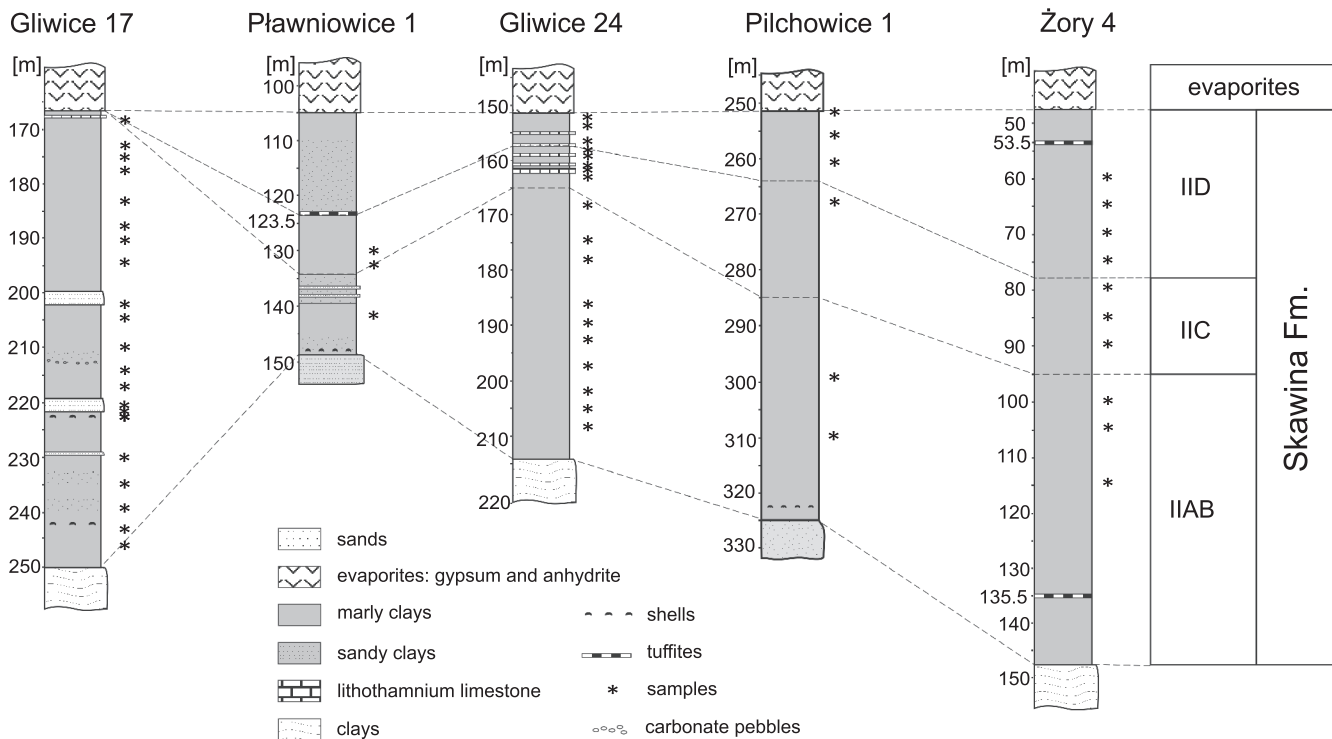 Gliwice 17
Pławniowice 1
Gliwice 24
Pilchowice 1
Żory 4
[m]
170
180
190
200
210
220
230
240
250
[m]
100
110
120
123.5
130
140
150
[m]
150
160
170
180
190
200
210
220
[m]
250
260
270
280
290
300
310
320
330
[m]
50
53.5
60
70
80
90
100
110
120
130
135.5
140
150
evaporites
IID
IIC
IIAB
Skawina Fm.
sands
evaporites: gypsum and anhydrite
marly clays
sandy clays
lithothamnium limestone
clays
shells
tuffites
* samples
carbonate pebbles